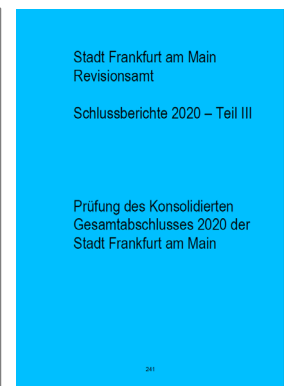 Stadt Frankfurt am Main
Revisionsamt
Schlussberichte 2020 – Teil III
Prüfung des Konsolidierten
Gesamtabschlusses 2020 der
Stadt Frankfurt am Main
241